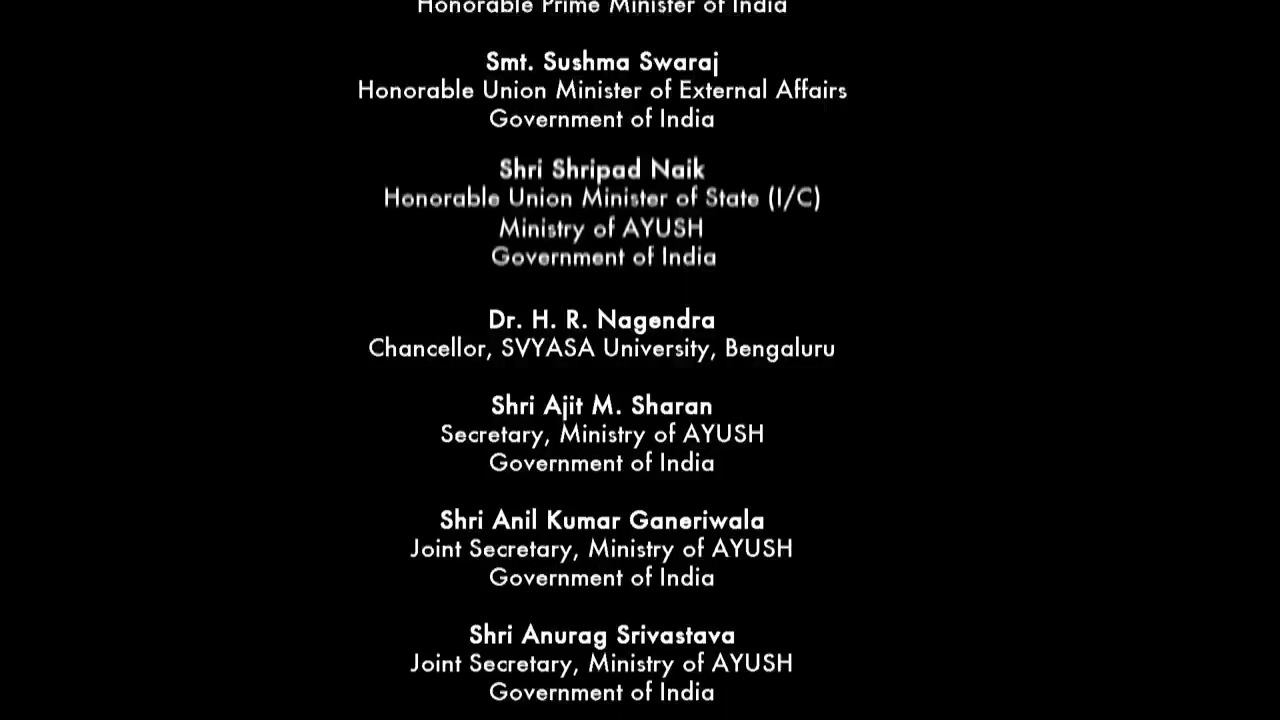 Honorable Prime Minister of India
Smt. Sushma Swaraj
Honorable Union Minister of External Affairs
Government of India
Shri Shripad Naik
Honorable Union Minister of State (I/C)
Ministry of AYUSH
Government of India
Dr. H. R. Nagendra
Chancellor, SVYASA University, Bengaluru
Shri Ajit M. Sharan
Secretary, Ministry of AYUSH
Government of India
Shri Anil Kumar Ganeriwala
Joint Secretary, Ministry of AYUSH
Government of India
Shri Anurag Srivastava
Joint Secretary, Ministry of AYUSH
Government of India